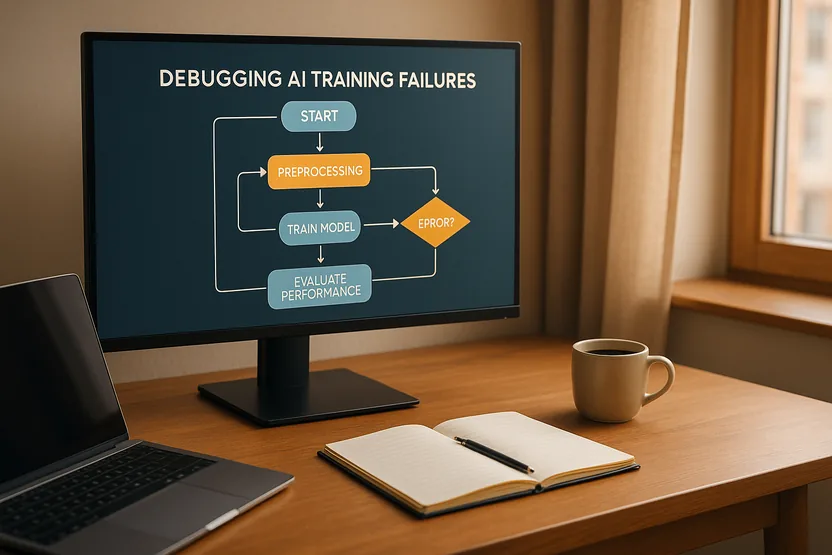 DEBUGGING AI TRAINING FAILURES
START
PREPROCESSING
TRAIN MODEL
EPROR?
EVALUATE
PERFORMANCE